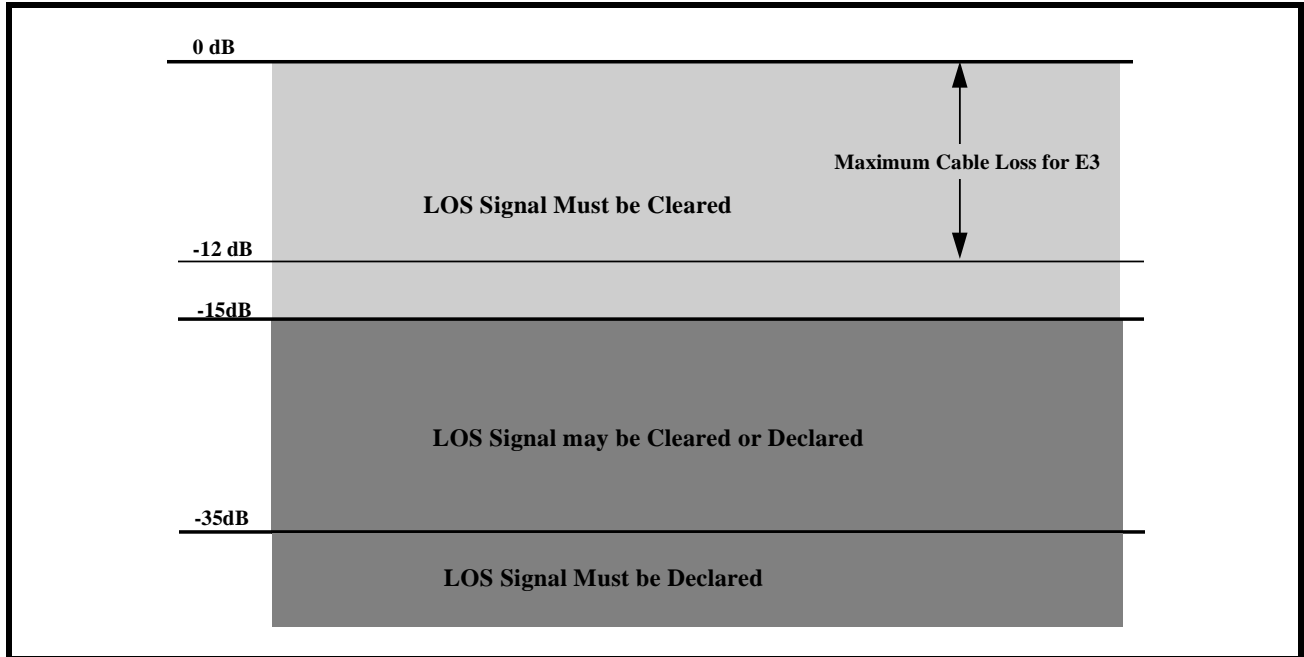 0 dB
Maximum Cable Loss for E3
LOS Signal Must be Cleared
-12 dB
-15dB
LOS Signal may be Cleared or Declared
-35dB
LOS Signal Must be Declared